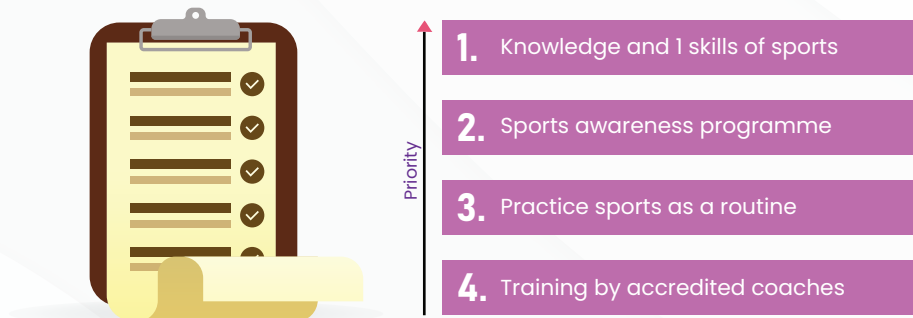 Priority
1. Knowledge and 1 skills of sports
2. Sports awareness programme
3. Practice sports as a routine
4. Training by accredited coaches